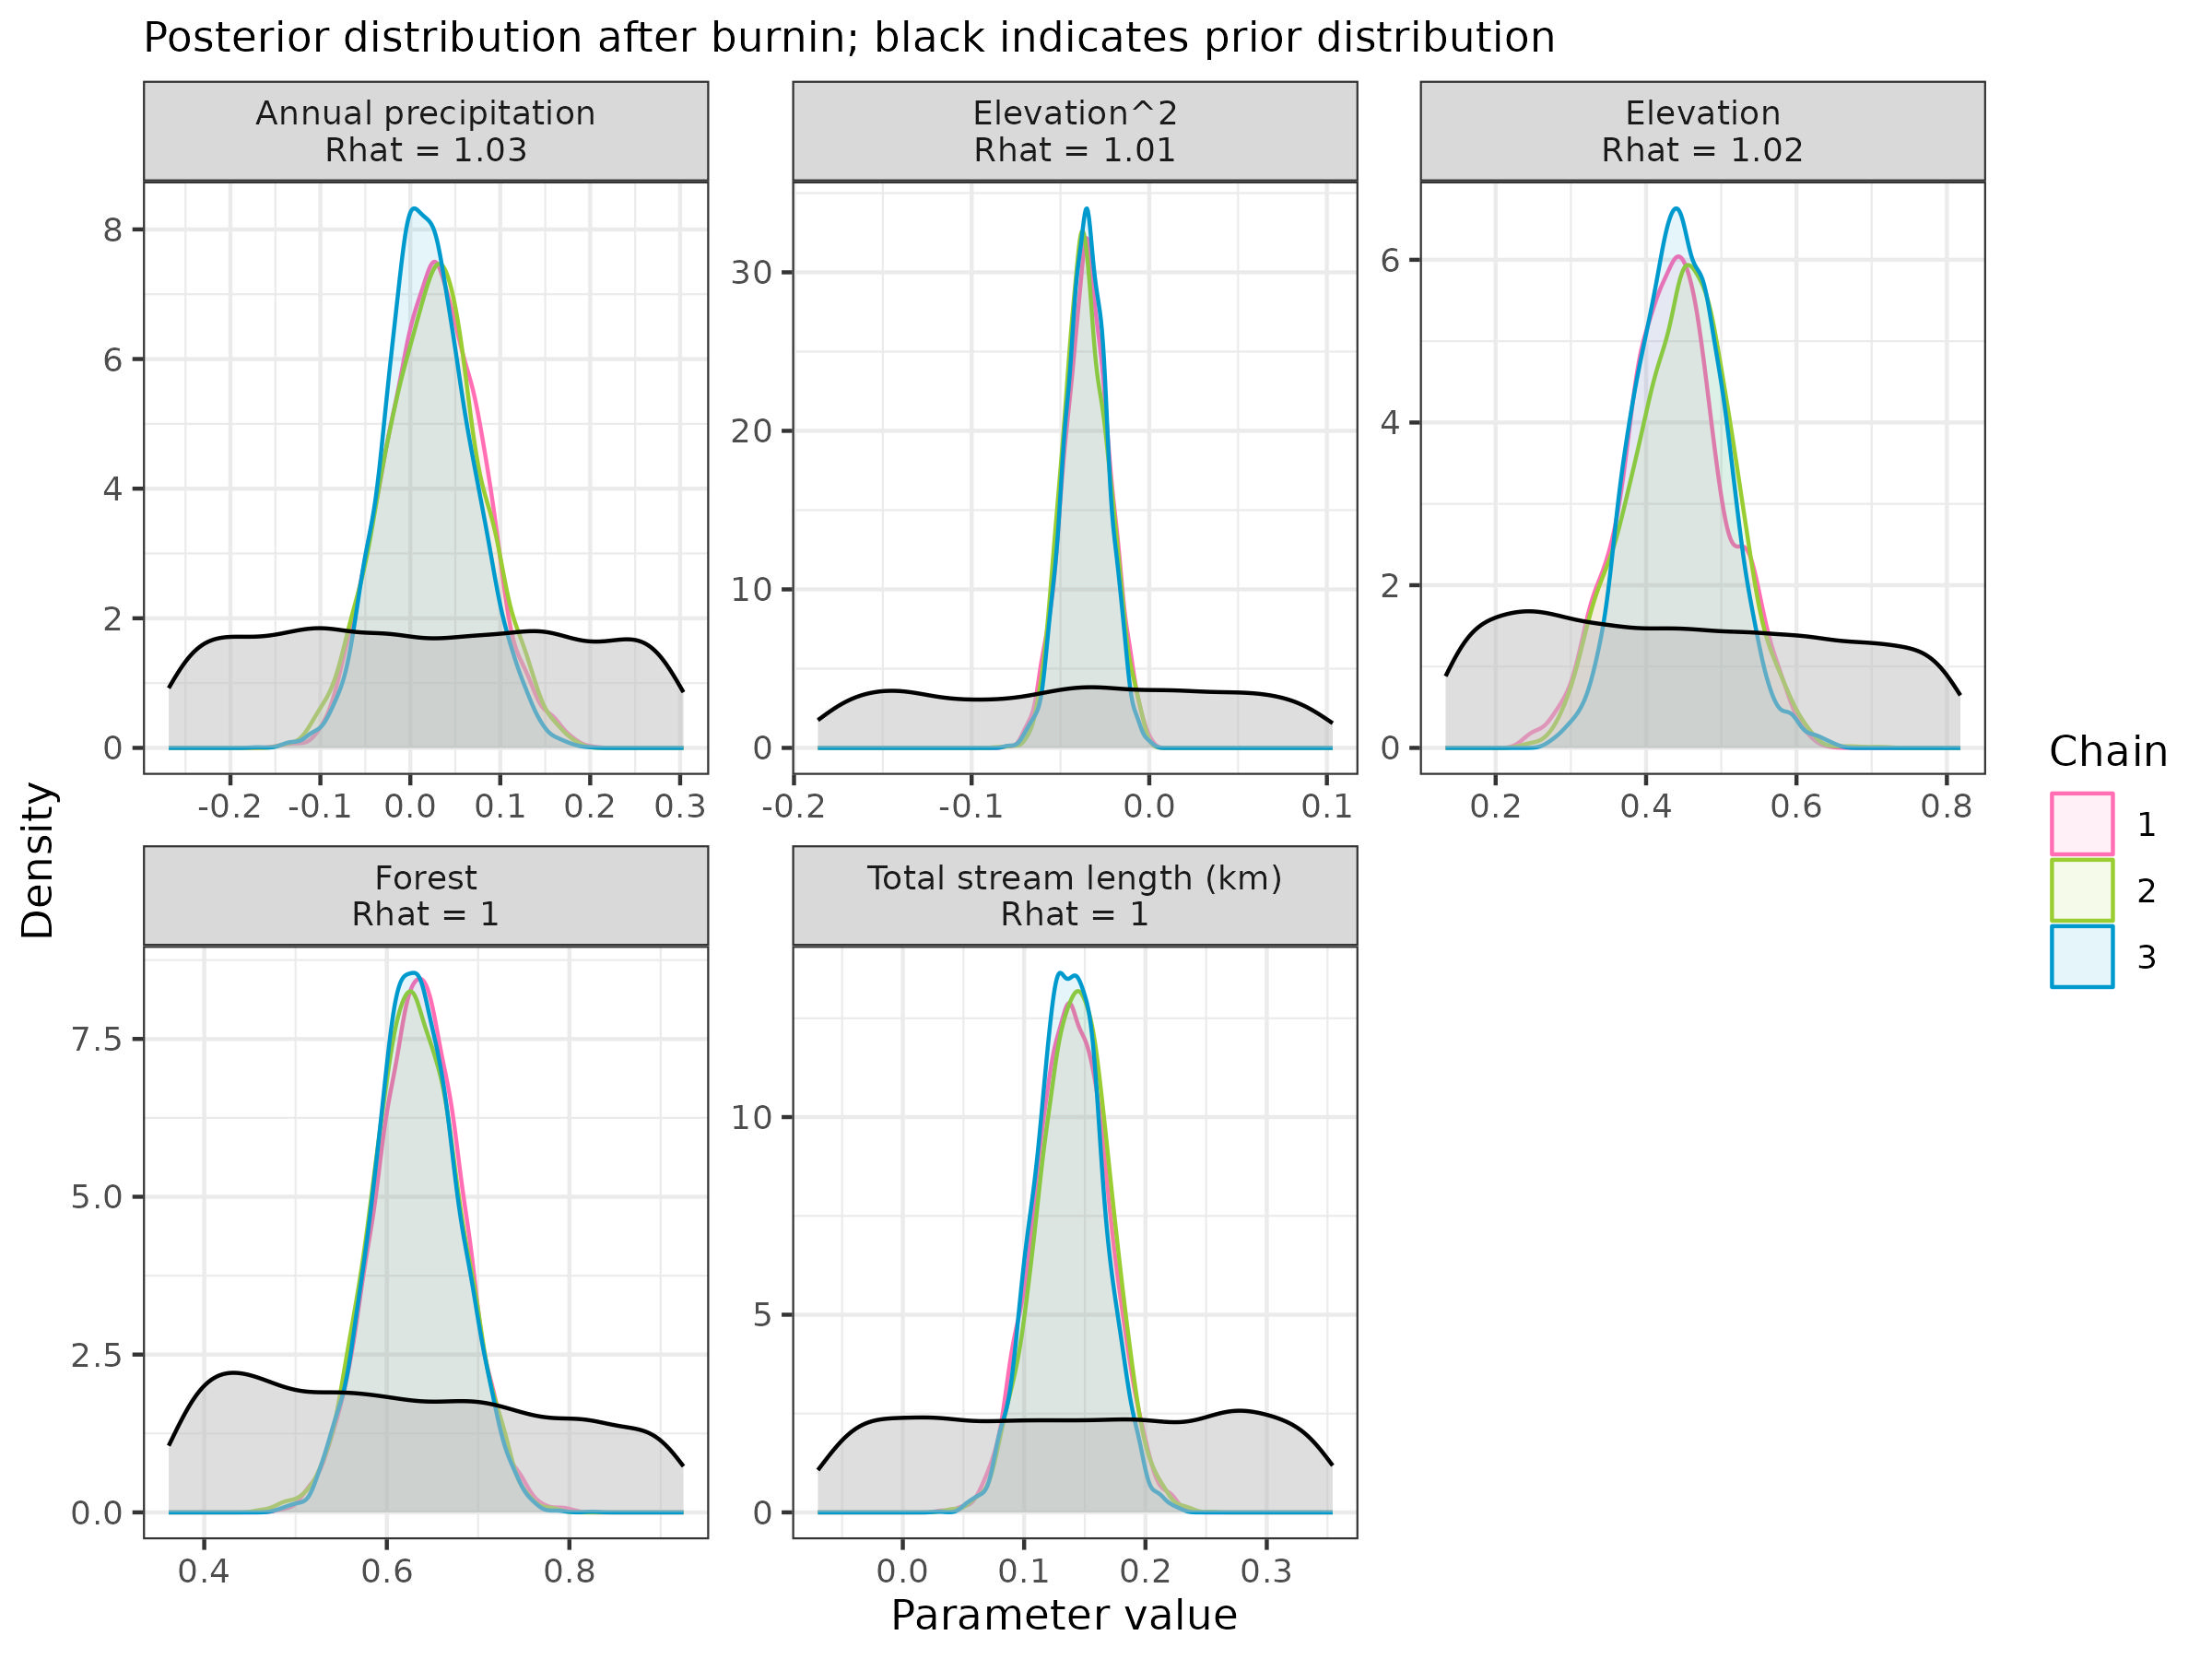 Posterior distribution after burnin; black indicates prior distribution
Annual precipitation
Rhat = 1.03
Elevation^2
Rhat = 1.01
Elevation
Rhat = 1.02
8
6
4
2
0
-0.2 -0.1 0.0 0.1 0.2 0.3
30
20
10
0
-0.2 -0.1 0.0 0.1
6
4
2
0
0.2 0.4 0.6 0.8
Density
Forest
Rhat = 1
Total stream length (km)
Rhat = 1
7.5
5.0
2.5
0.0
0.4 0.6 0.8
10
5
0
0.0 0.1 0.2 0.3
Parameter value
Chain
1
2
3